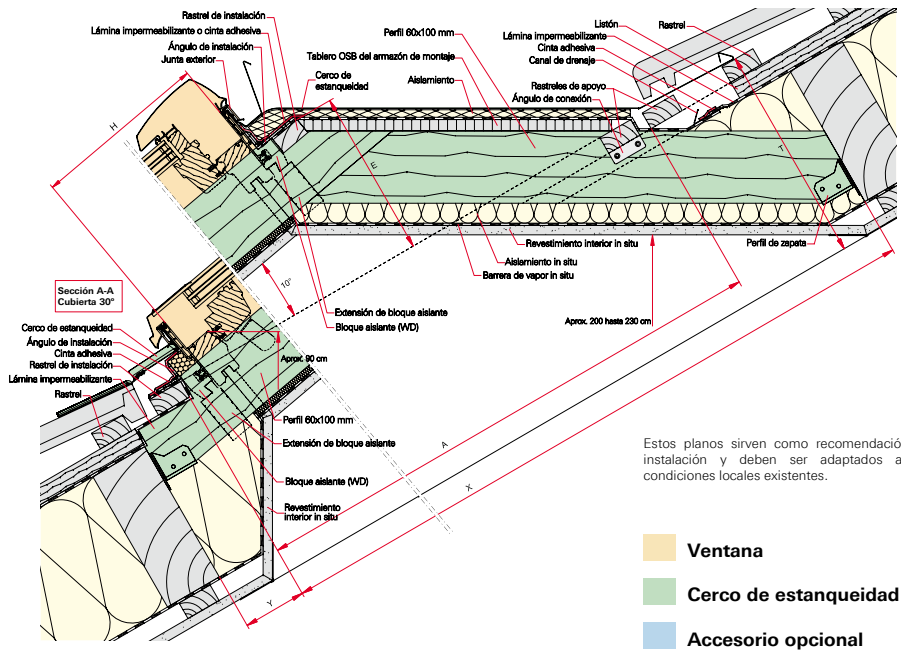 Rastrel de instalación
Lámina impermeabilizante o cinta adhesiva
Ángulo de instalación
Junta exterior
Cerco de
estanqueidad
Perfil 60x100 mm
Tablero OSB del armazón de montaje
Aislamiento
Listón
Lámina impermeabilizante
Cinta adhesiva
Canal de drenaje
Rastrel
Rastreles de apoyo
Ángulo de conexión
H
E
T
Perfil de zapata
Revestimiento interior in situ
Aislamiento in situ
Barrera de vapor in situ
10°
Extensión de bloque aislante
Bloque aislante (WD)
Aprox. 200 hasta 230 cm
Sección A-A
Cubierta 30°
Cerco de estanqueidad
Ángulo de instalación
Cinta adhesiva
Rastrel de instalación
Lámina impermeabilizante
Rastrel
Aprox. 90 cm
Perfil 60x100 mm
Extensión de bloque aislante
Bloque aislante (WD)
Revestimiento
interior in situ
A
X
Y
Estos planos sirven como recomendació
instalación y deben ser adaptados a
condiciones locales existentes.
Ventana
Cerco de estanqueidad
Accesorio opcional